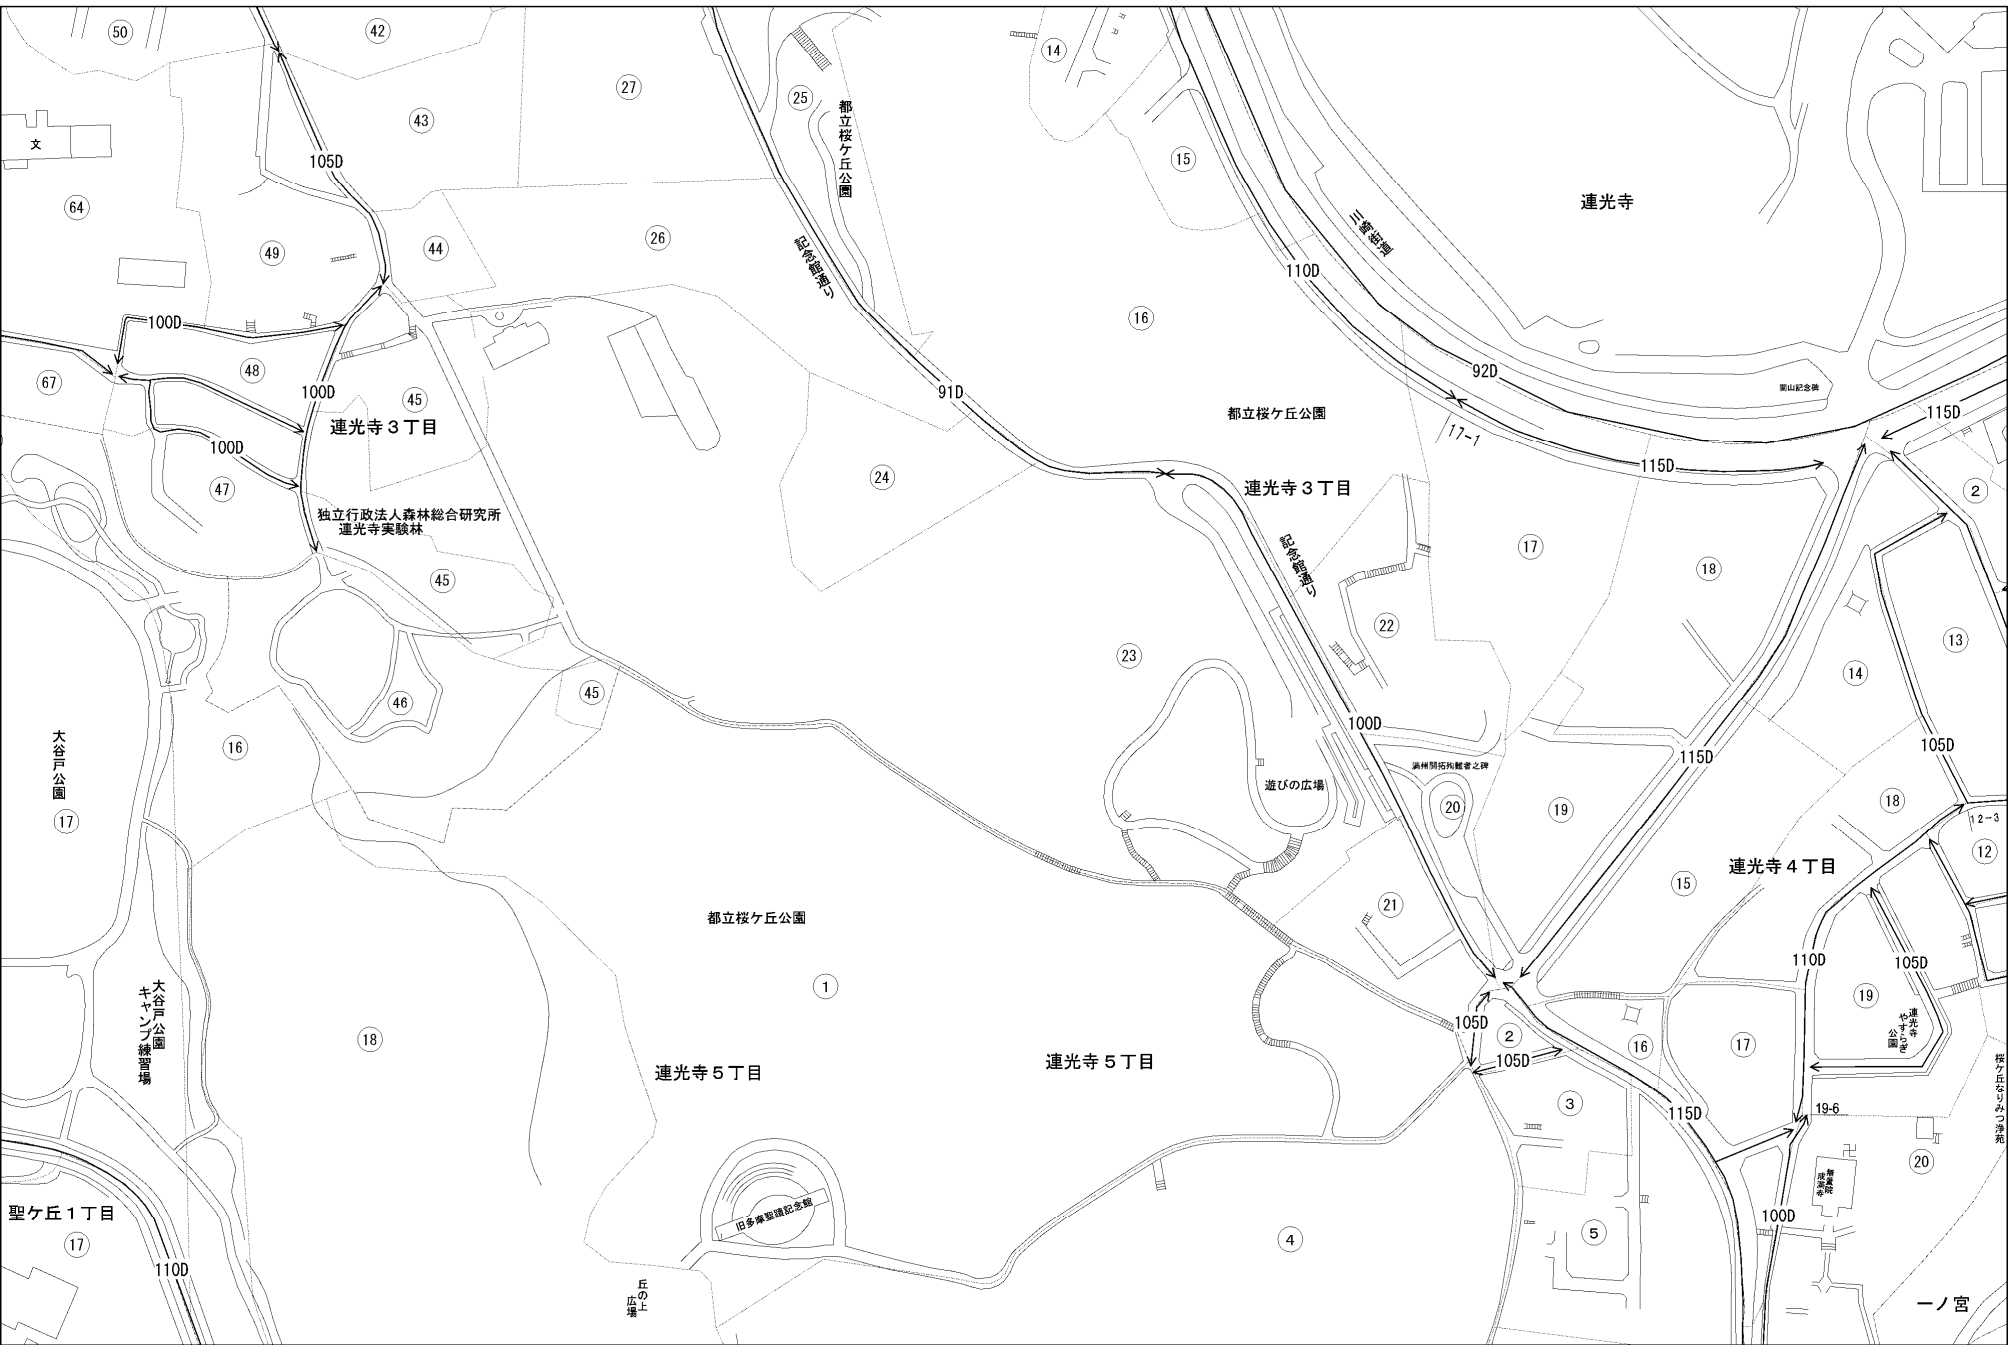 50
42
14
27
25
都立桜ケ丘公園
43
文
15
105D
連光寺
64
川崎街道
44
26
49
記念館通り
110D
16
100D
92D
48
67
開山記念碑
91D
100D
45
都立桜ケ丘公園
115D
連光寺3丁目
17-1
100D
115D
24
47
連光寺3丁目
2
独立行政法人森林総合研究所
連光寺実験林
記念館通り
17
18
45
22
13
23
14
45
46
100D
16
105D
115D
大谷戸公園
満州開拓殉難者之碑
遊びの広場
17
20
19
18
12-3
12
連光寺4丁目
15
21
都立桜ケ丘公園
110D
105D
1
19
大谷戸公園
キャンプ練習場
105D
連光寺
やすらぎ
公園
18
2
16
17
105D
連光寺5丁目
連光寺5丁目
桜ケ丘なりみつ浄苑
3
115D
19-6
20
聖ケ丘1丁目
旧多摩聖蹟記念館
100D
17
4
5
110D
丘の上
広場
一ノ宮